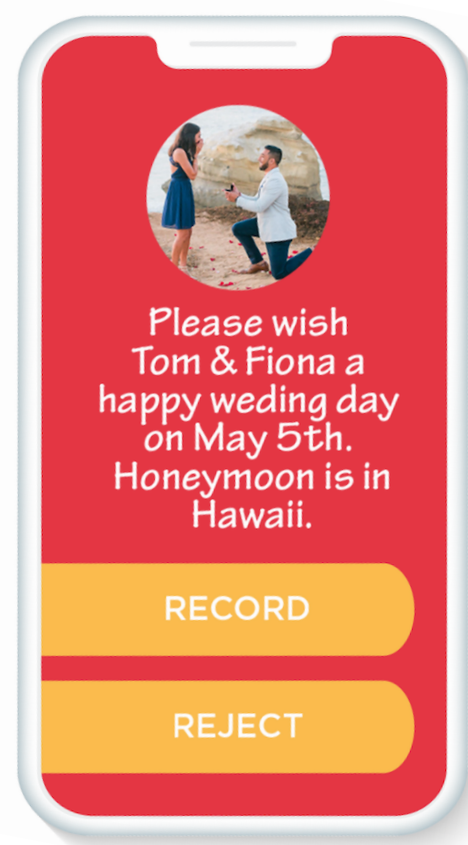 Please wish
Tom & Fiona a
happy weding day
on May 5th.
Honeymoon is in
Hawaii.
RECORD
REJECT